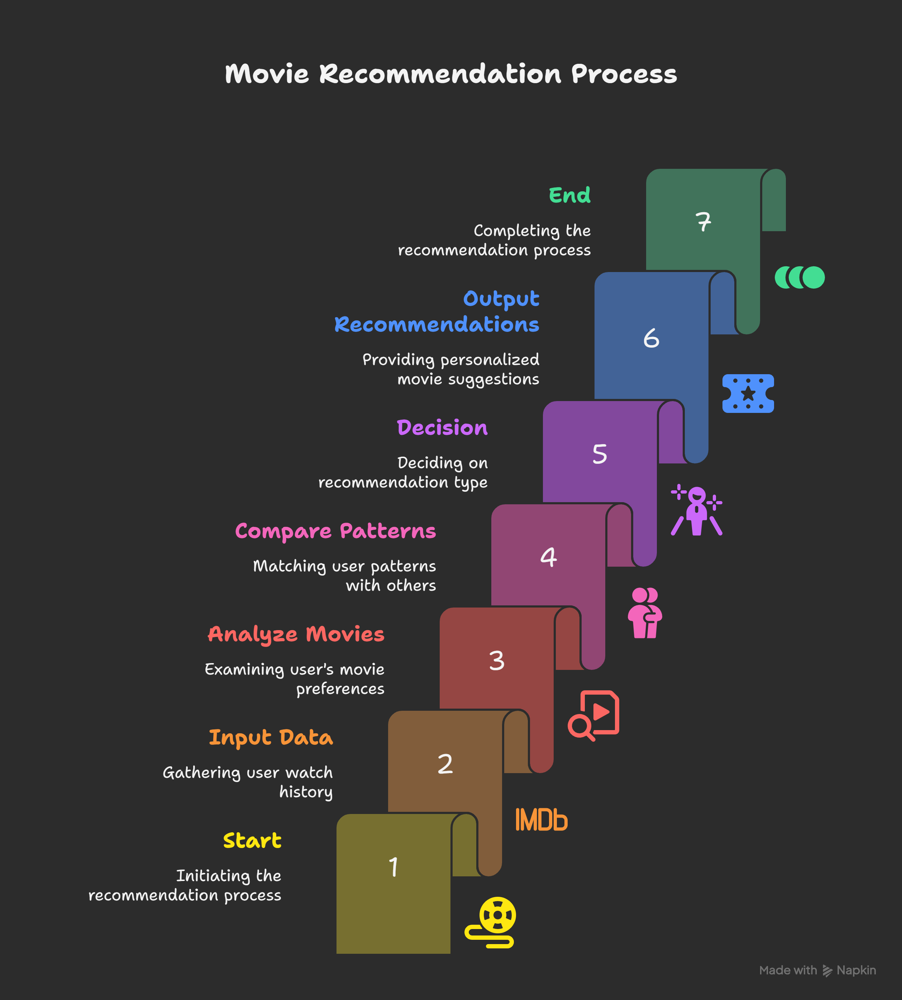 Movie Recommendation Process
7
End
Completing the
recommendation process
6
Output
Recommendations
Providing personalized
movie suggestions
5
Decision
Deciding on
recommendation type
4
Compare Patterns
Matching user patterns
with others
3
Analyze Movies
Examining user's movie
preferences
2
Input Data
Gathering user watch
history
IMDb
1
Start
Initiating the
recommendation process
Made with Napkin